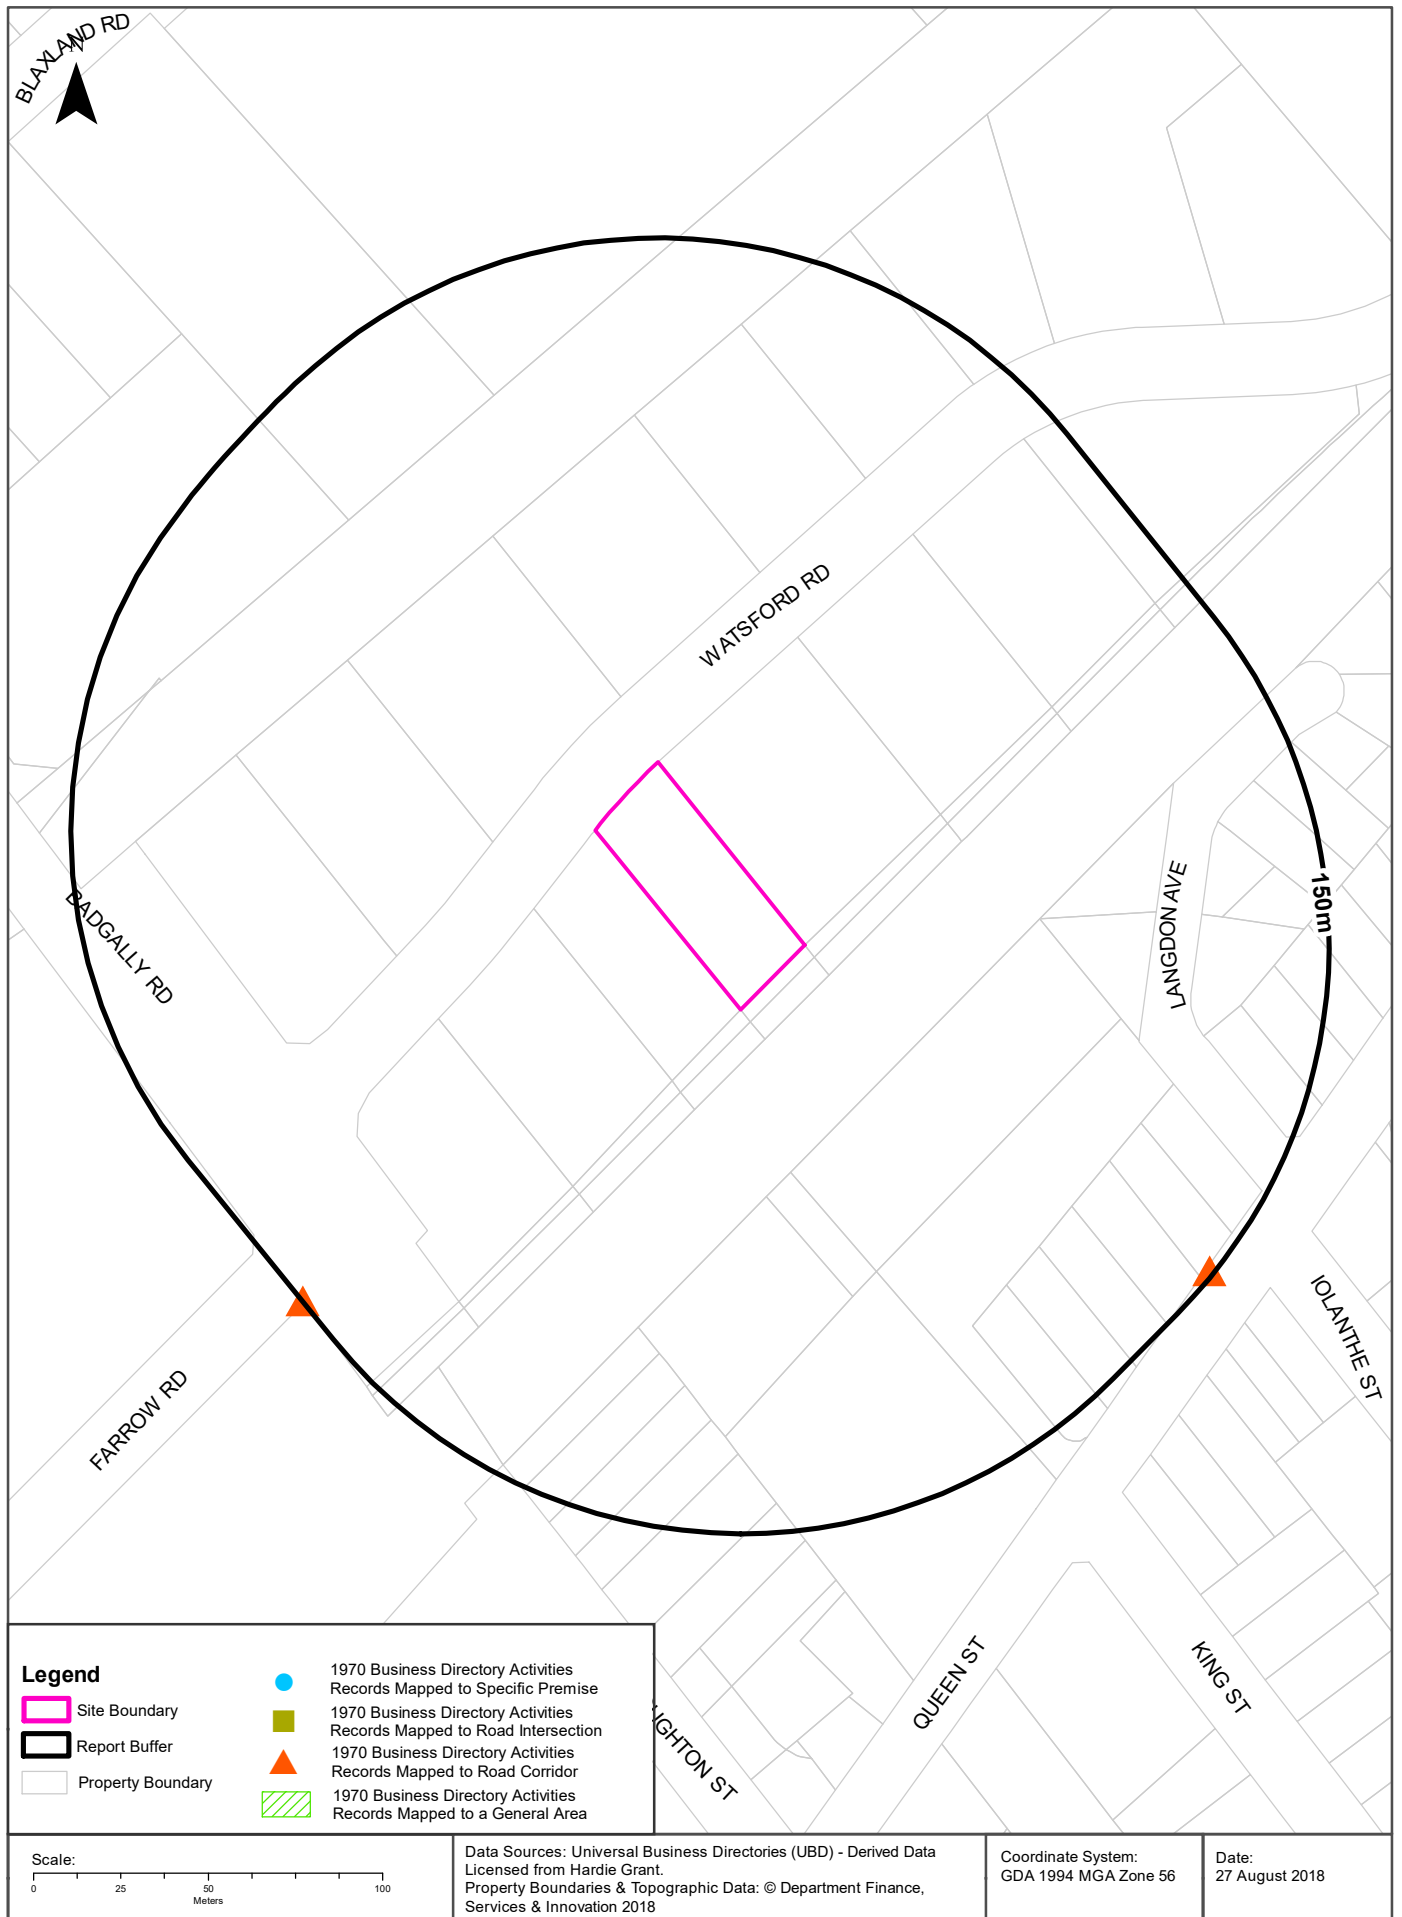 BLAXLAND RD
N
WATSFORD RD
BADGALLY RD
LANGDON AVE
150m
IOLANTHE ST
FARROW RD
QUEEN ST
KING ST
Legend
Site Boundary
Report Buffer
Property Boundary
1970 Business Directory Activities
Records Mapped to Specific Premise
1970 Business Directory Activities
Records Mapped to Road Intersection
1970 Business Directory Activities
Records Mapped to Road Corridor
1970 Business Directory Activities
Records Mapped to a General Area
IGHTON ST
Scale:
0 25 50 100
Meters
Data Sources: Universal Business Directories (UBD) - Derived Data
Licensed from Hardie Grant.
Property Boundaries & Topographic Data: © Department Finance,
Services & Innovation 2018
Coordinate System:
GDA 1994 MGA Zone 56
Date:
27 August 2018